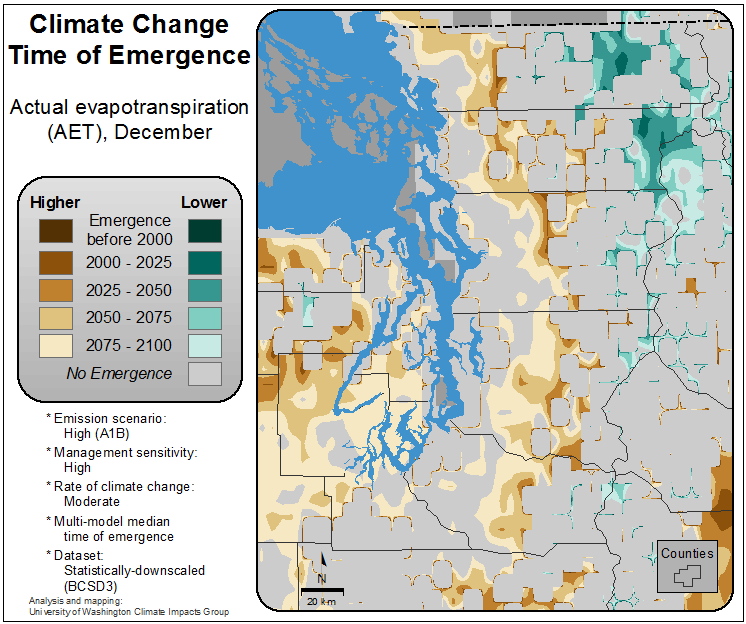 Climate Change
Time of Emergence
Actual evapotranspiration
(AET), December
Higher Lower
Emergence
before 2000
2000 - 2025
2025 - 2050
2050 - 2075
2075 - 2100
No Emergence
* Emission scenario:
High (A1B)
* Management sensitivity:
High
* Rate of climate change:
Moderate
* Multi-model median
time of emergence
* Dataset:
Statistically-downscaled
(BCSD3)
Analysis and mapping:
University of Washington Climate Impacts Group
N
20 km
Counties